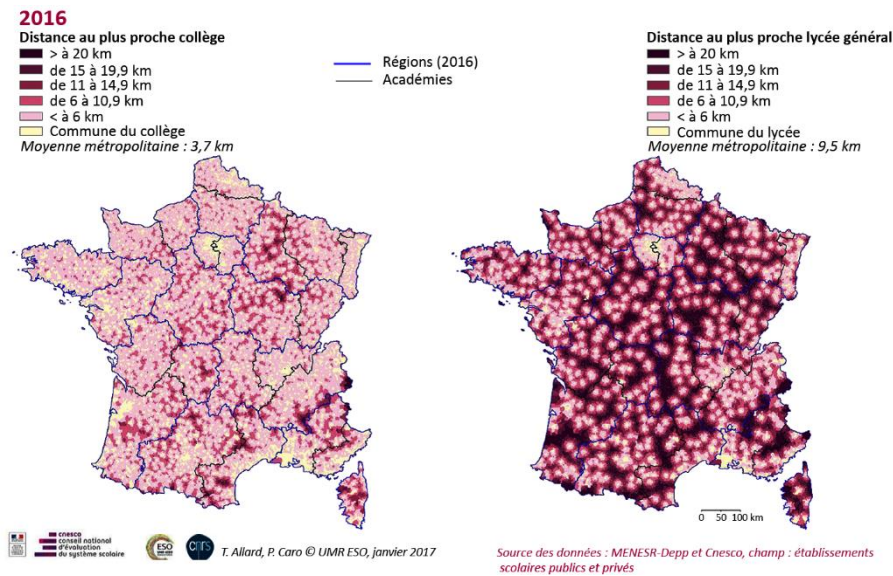 2016
Distance au plus proche collège
> à 20 km
de 15 à 19,9 km
de 11 à 14,9 km
de 6 à 10,9 km
< à 6 km
Commune du collège
Moyenne métropolitaine : 3,7 km
Régions (2016)
Académies
Distance au plus proche lycée général
> à 20 km
de 15 à 19,9 km
de 11 à 14,9 km
de 6 à 10,9 km
< à 6 km
Commune du lycée
Moyenne métropolitaine : 9,5 km
0 50 100 km
cnesco
conseil national
d'évaluation
du système scolaire
ESO
cnrs
T. Allard, P. Caro © UMR ESO, janvier 2017
Source des données : MENESR-Depp et Cnesco, champ : établissements
scolaires publics et privés